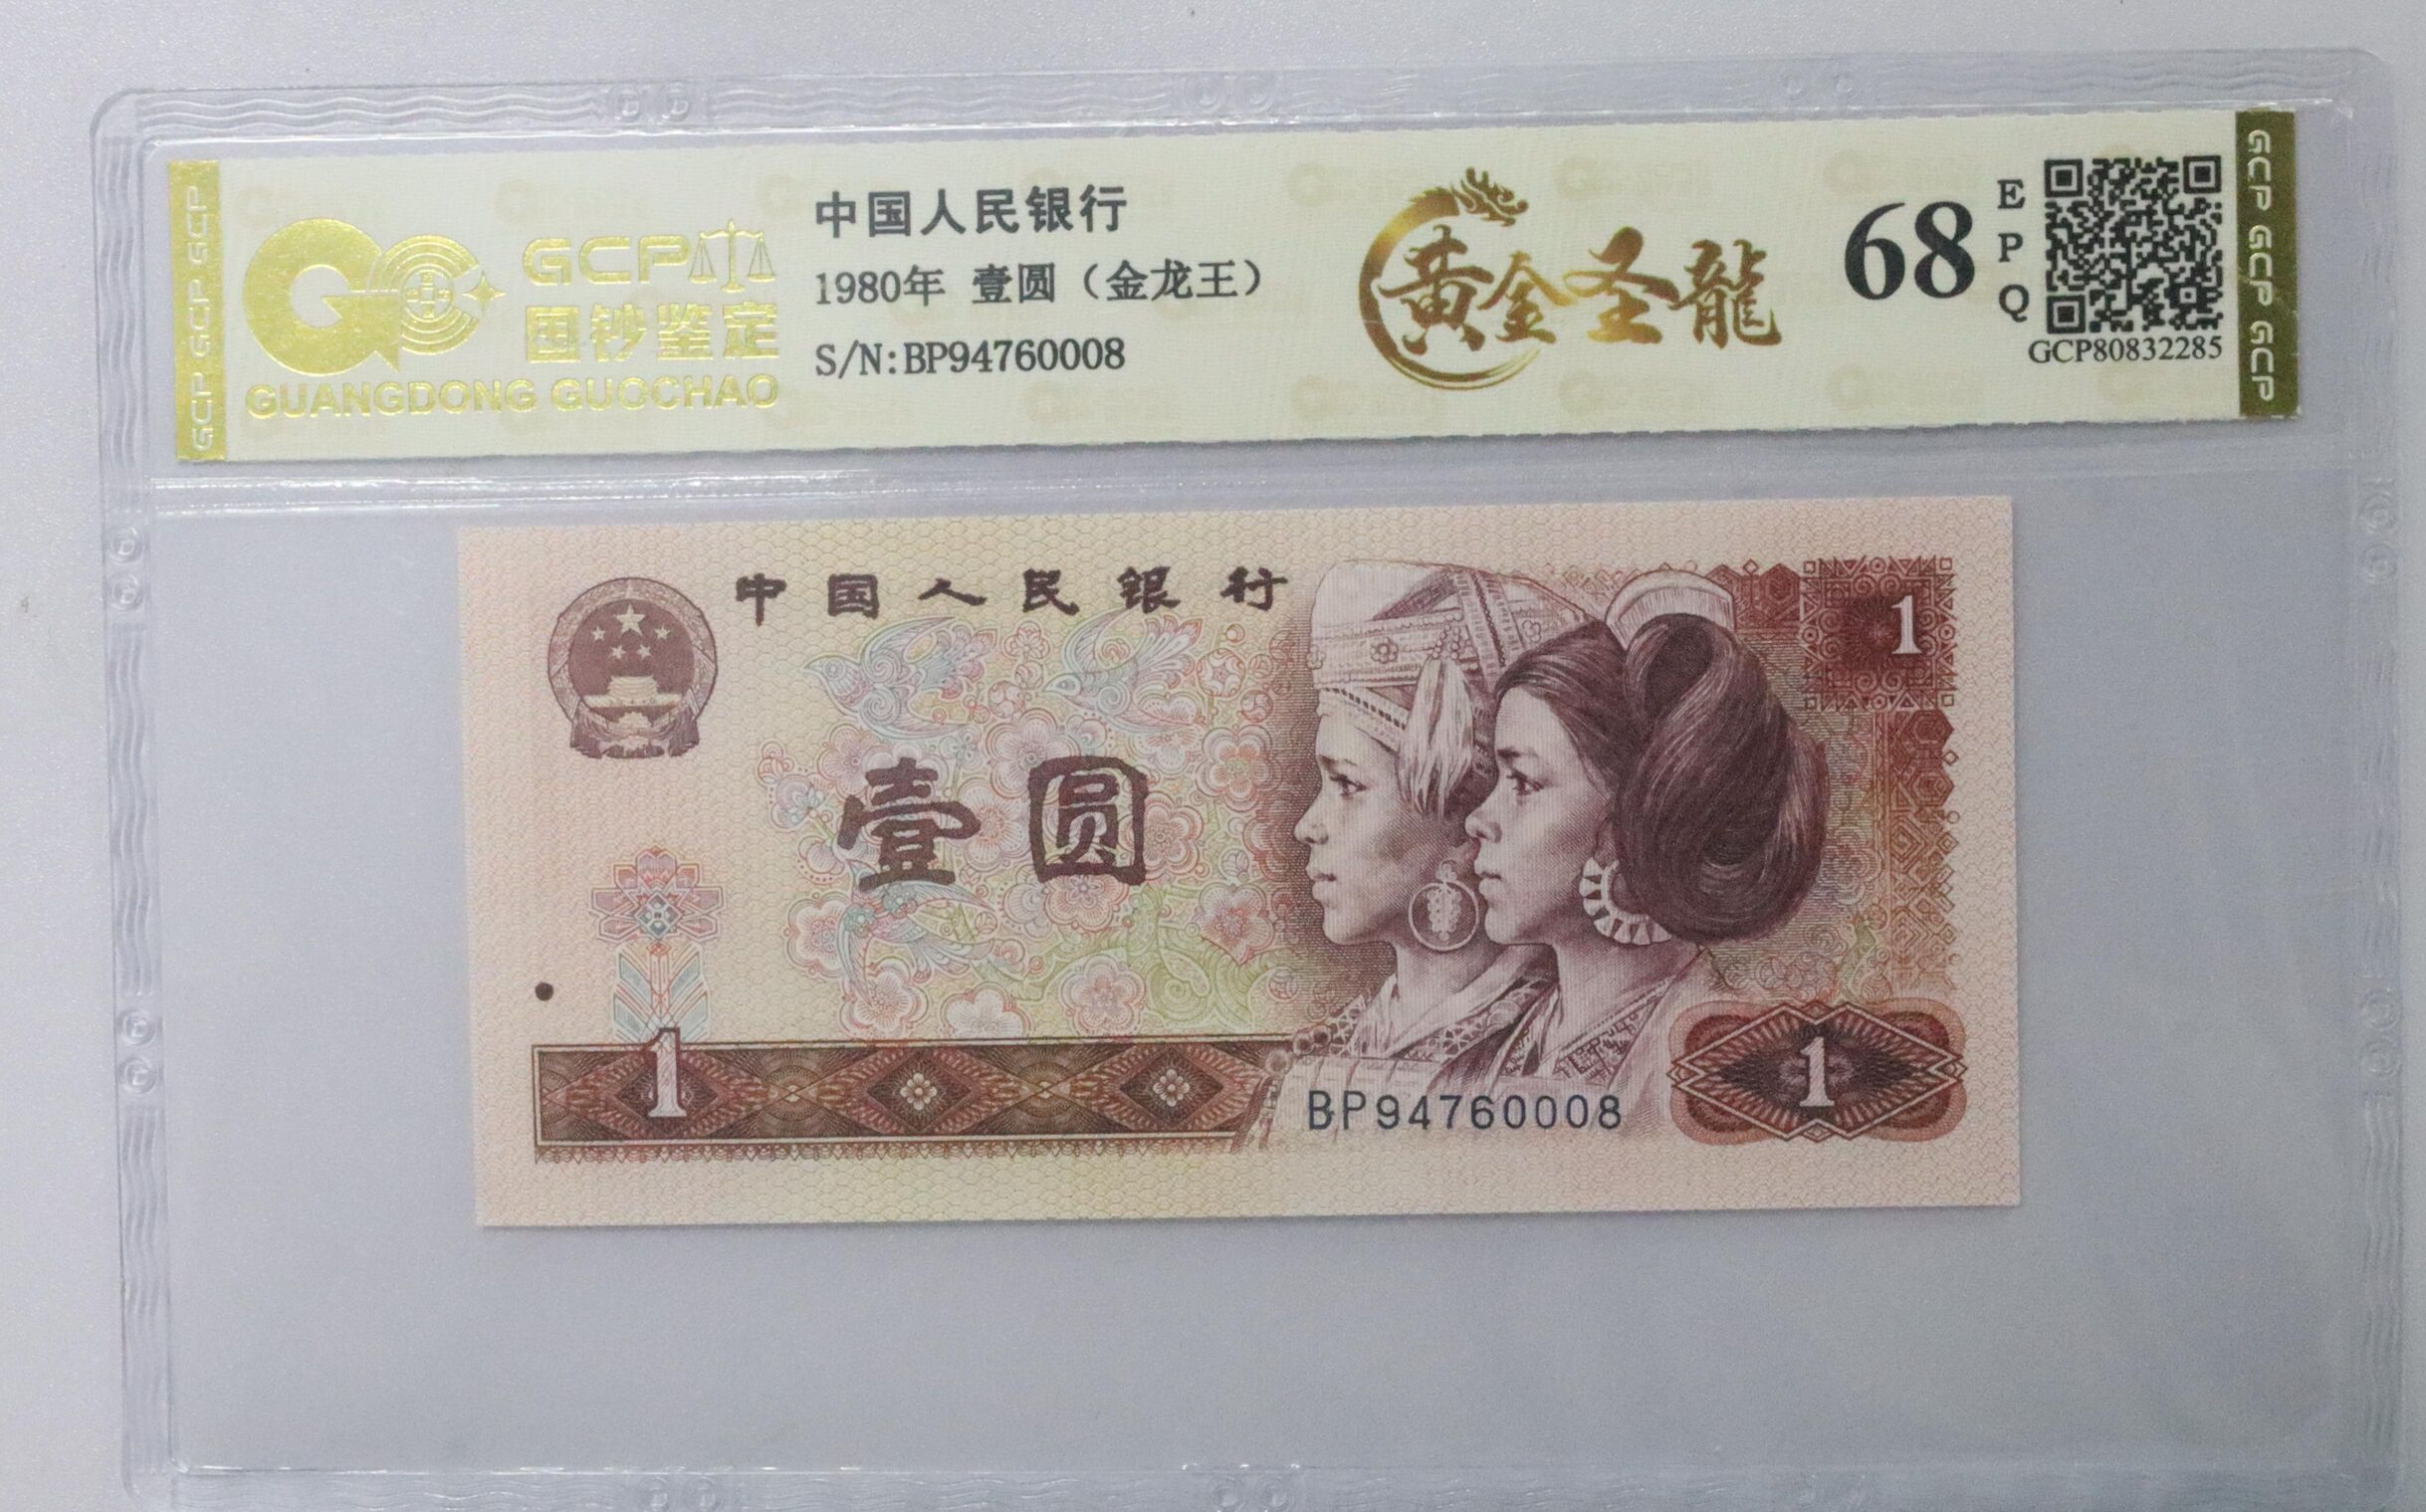 GCP GCP GCP
GCP
国钞鉴定
GUANGDONG GUOCHAO
中国人民银行
1980年 壹圆（金龙王）
S/N:BP94760008
黄金圣龍
68
E
P
Q
GCP80832285
GCP GCP GCP
中国人民银行
1
壹圆
1
BP94760008
1